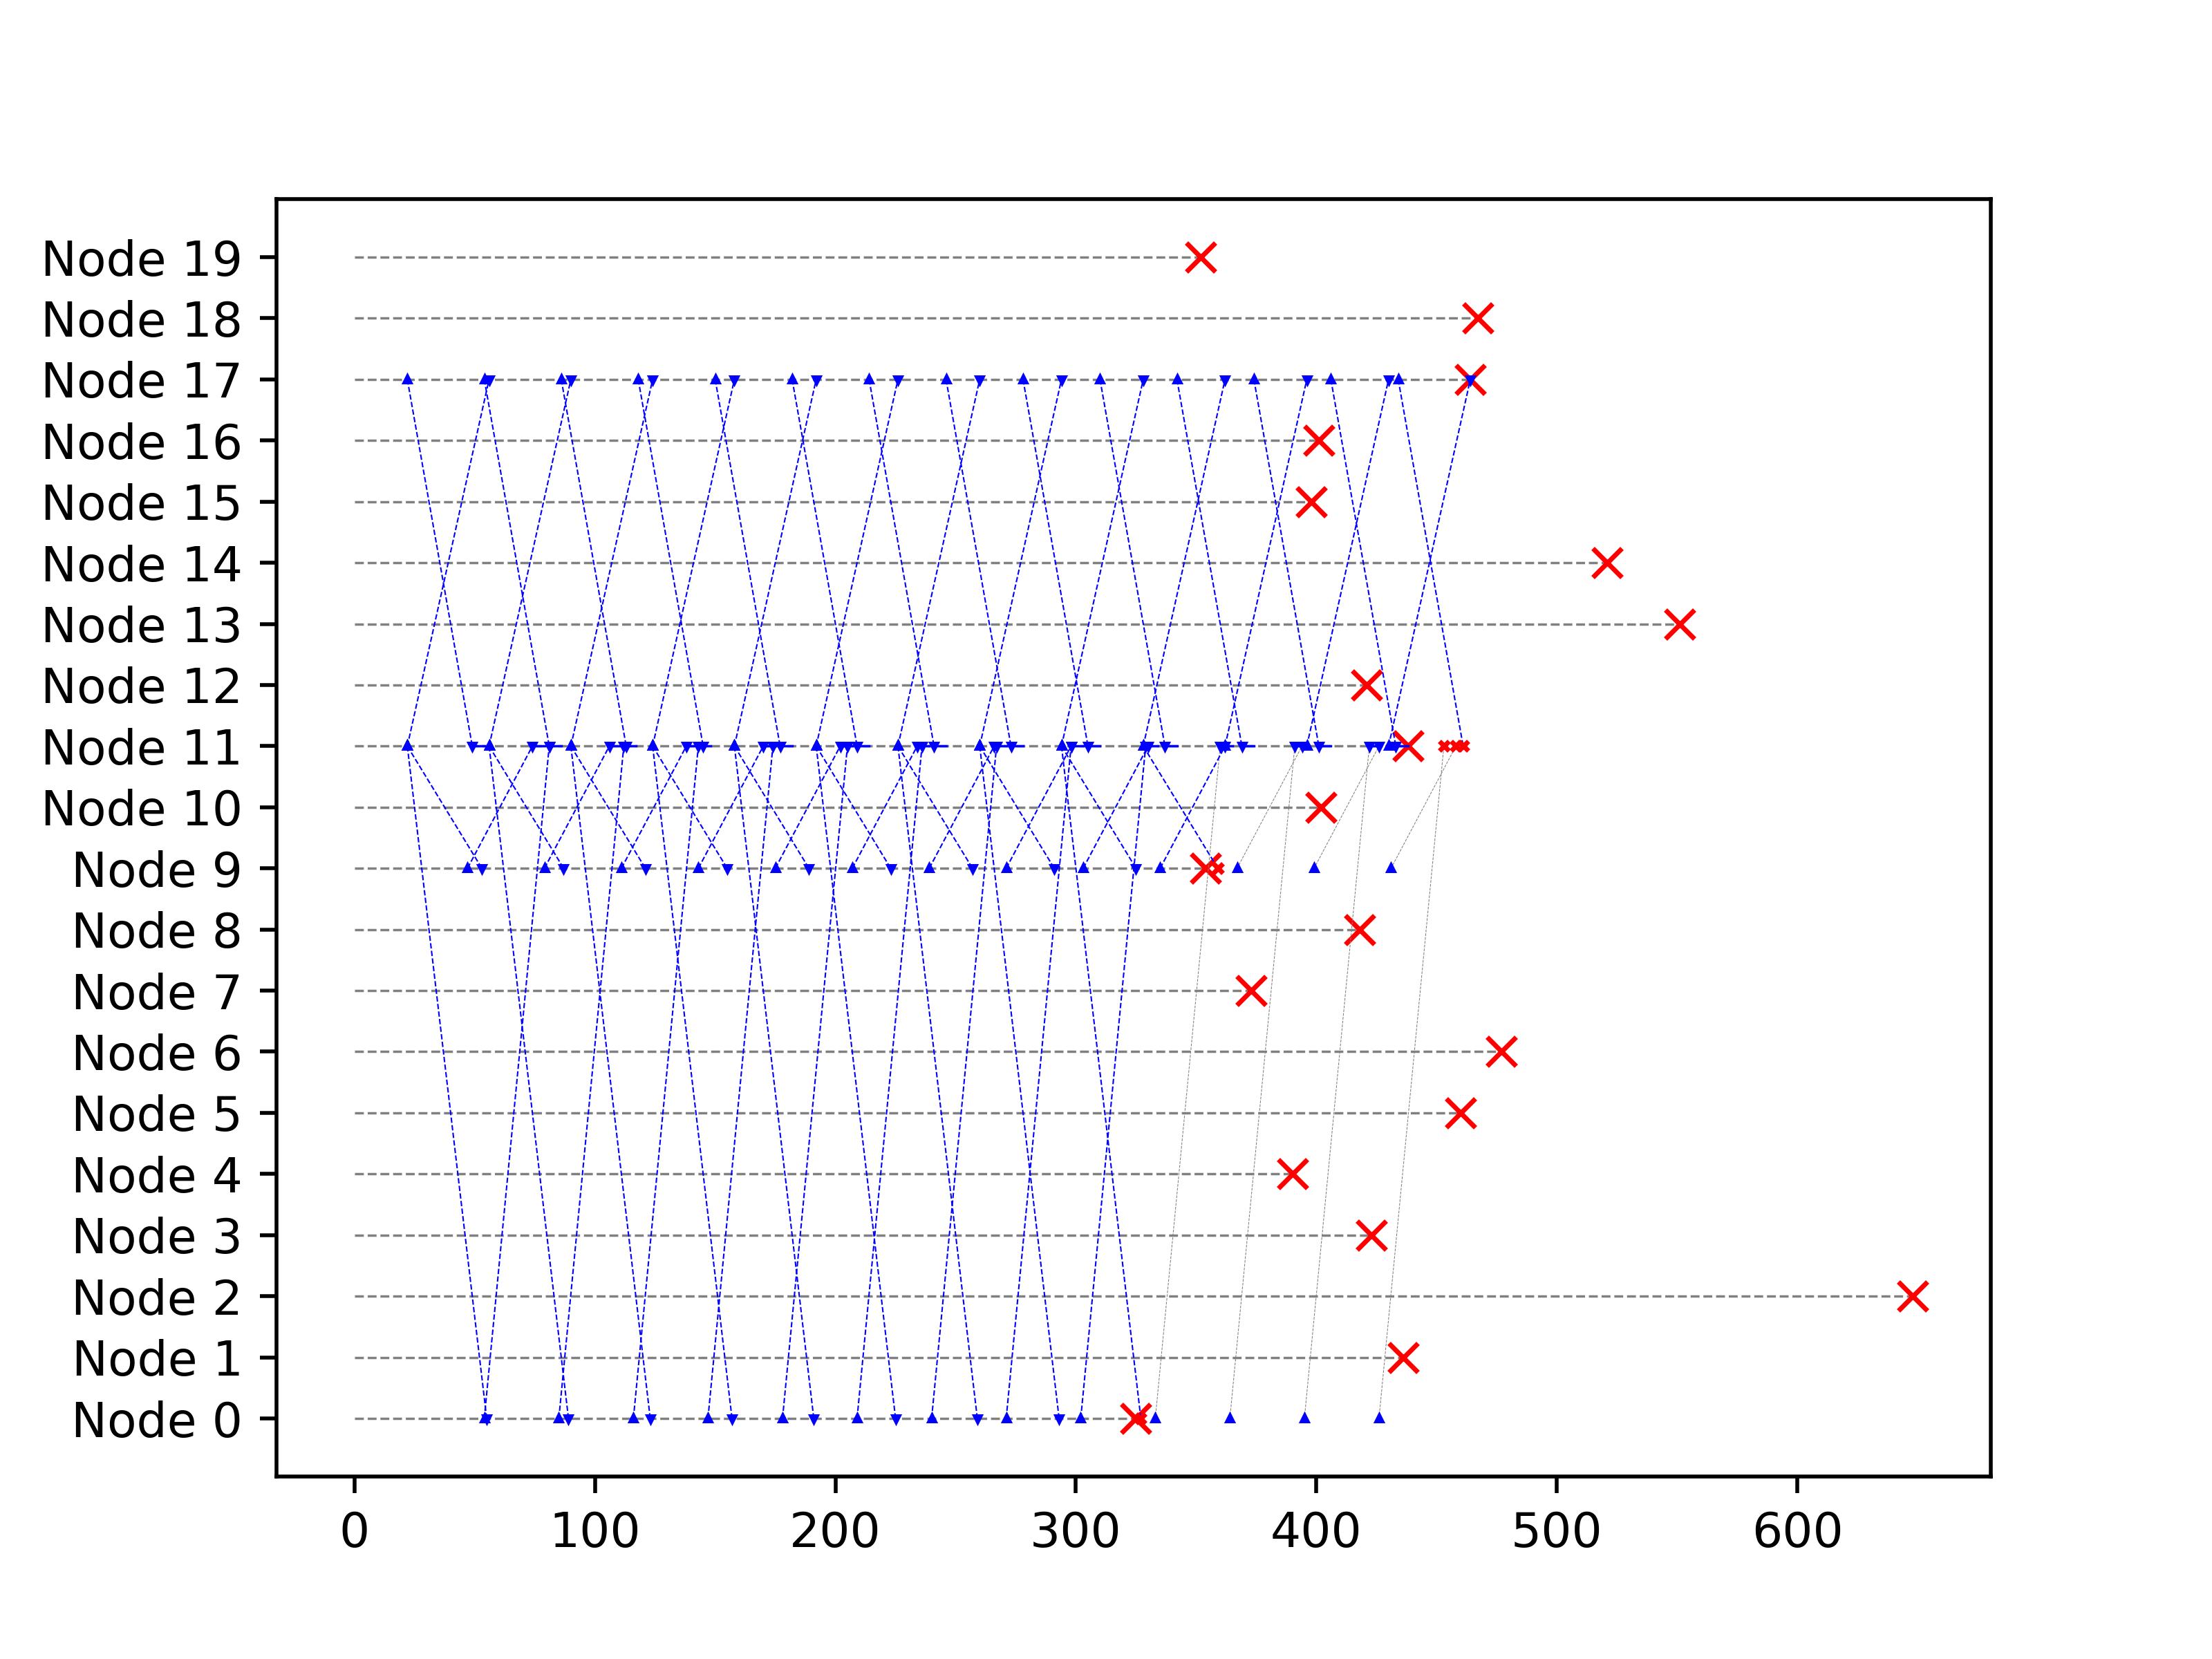 Node 19
Node 18
Node 17
Node 16
Node 15
Node 14
Node 13
Node 12
Node 11
Node 10
Node 9
Node 8
Node 7
Node 6
Node 5
Node 4
Node 3
Node 2
Node 1
Node 0
0 100 200 300 400 500 600